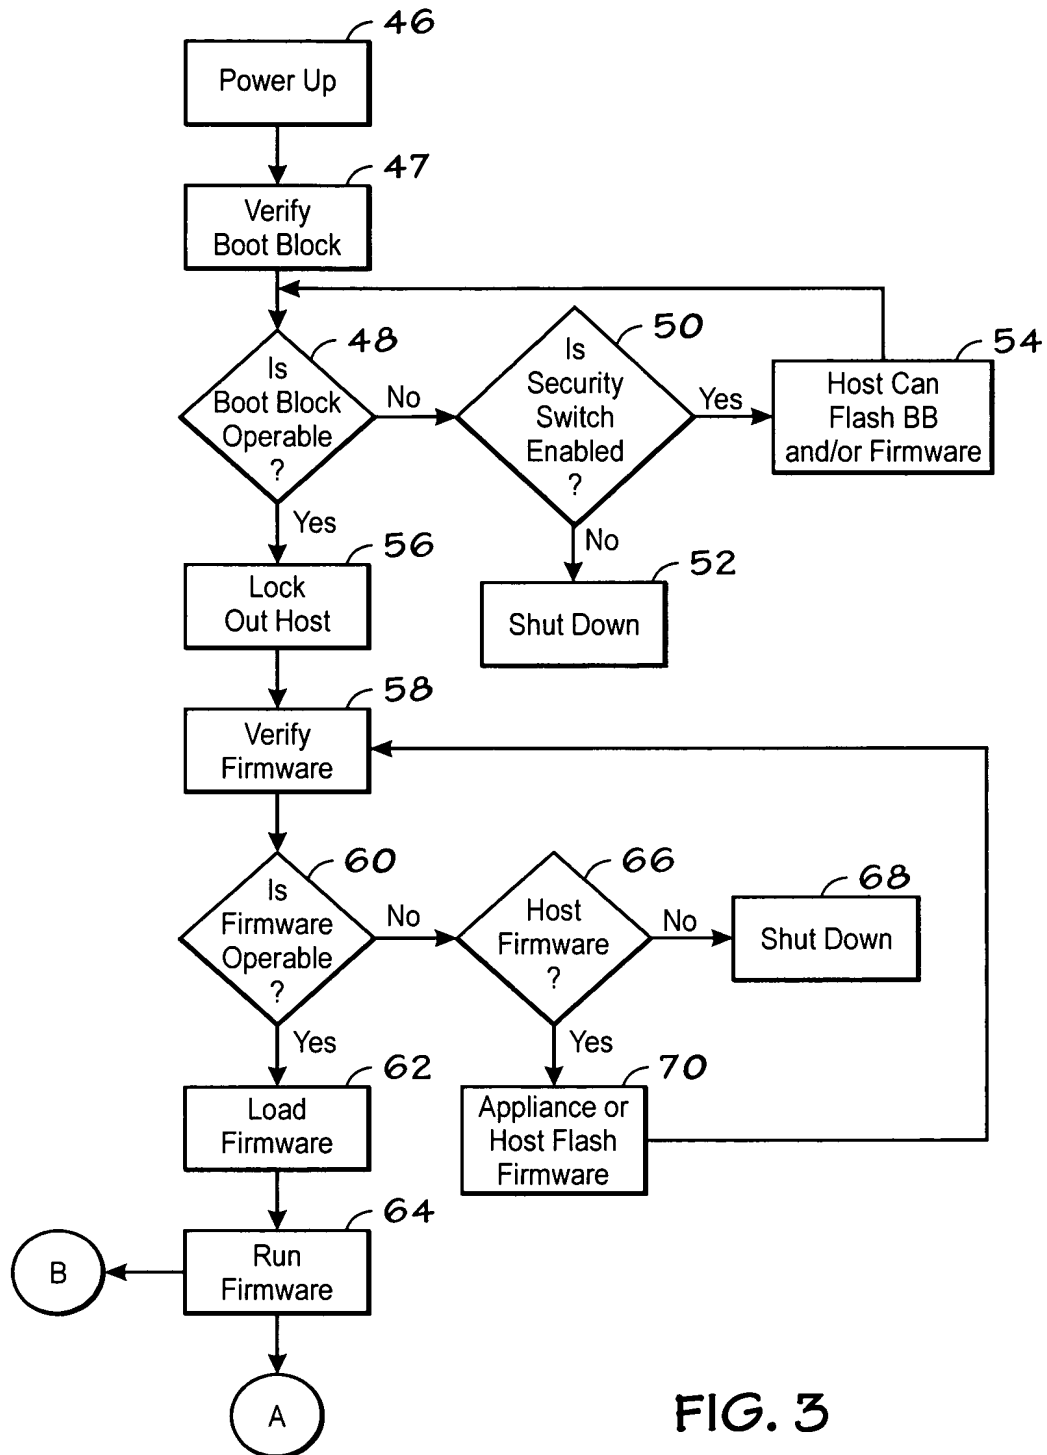 46
Power Up
47
Verify
Boot Block
48
Is
Boot Block
Operable
?
No
Yes
50
Is
Security
Switch
Enabled
?
Yes
No
54
Host Can
Flash BB
and/or Firmware
56
Lock
Out Host
52
Shut Down
58
Verify
Firmware
60
Is
Firmware
Operable
?
No
Yes
66
Host
Firmware
?
No
Yes
68
Shut Down
62
Load
Firmware
70
Appliance or
Host Flash
Firmware
64
Run
Firmware
B
A
FIG. 3